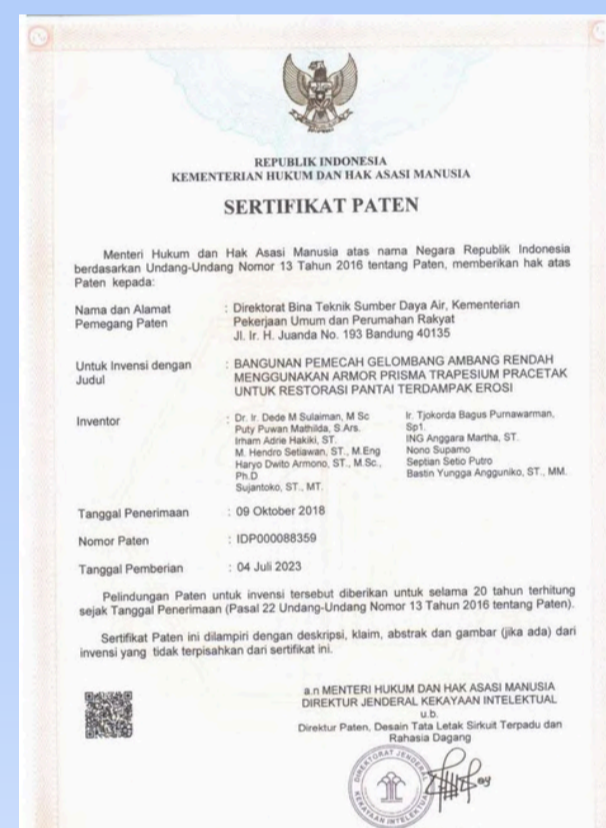 REPUBLIK INDONESIA
KEMENTERIAN HUKUM DAN HAK ASASI MANUSIA
SERTIFIKAT PATEN
Menteri Hukum dan Hak Asasi Manusia atas nama Negara Republik Indonesia
berdasarkan Undang-Undang Nomor 13 Tahun 2016 tentang Paten, memberikan hak atas
Paten kepada:
Nama dan Alamat
Pemegang Paten
: Direktorat Bina Teknik Sumber Daya Air, Kementerian
Pekerjaan Umum dan Perumahan Rakyat
Jl. Ir. H. Juanda No. 193 Bandung 40135
Untuk Invensi dengan
Judul
: BANGUNAN PEMECAH GELOMBANG AMBANG RENDAH
MENGGUNAKAN ARMOR PRISMA TRAPESIUM PRACETAK
UNTUK RESTORASI PANTAI TERDAMPAK EROSI
Inventor
: Dr. Ir. Dede M Sulaiman, M Sc
Puty Puwan Mathilda, S.Ars.
Irham Adrie Hakiki, ST.
M. Hendro Setiawan, ST., M.Eng
Haryo Dwito Armono, ST., M.Sc.,
Ph.D
Sujantoko, ST., MT.
Ir. Tjokorda Bagus Purnawarman,
Sp1.
ING Anggara Martha, ST.
Nono Suparno
Septian Setio Putro
Bastin Yungga Angguniko, ST., MM.
Tanggal Penerimaan : 09 Oktober 2018
Nomor Paten : IDP000088359
Tanggal Pemberian : 04 Juli 2023
Pelindungan Paten untuk invensi tersebut diberikan untuk selama 20 tahun terhitung
sejak Tanggal Penerimaan (Pasal 22 Undang-Undang Nomor 13 Tahun 2016 tentang Paten).
Sertifikat Paten ini dilampiri dengan deskripsi, klaim, abstrak dan gambar (jika ada) dari
invensi yang tidak terpisahkan dari sertifikat ini.
a.n MENTERI HUKUM DAN HAK ASASI MANUSIA
DIREKTUR JENDERAL KEKAYAAN INTELEKTUAL
u.b.
Direktur Paten, Desain Tata Letak Sirkuit Terpadu dan
Rahasia Dagang
DIREKTORAT JENDERAL
KEKAYAAN INTELEKTUAL